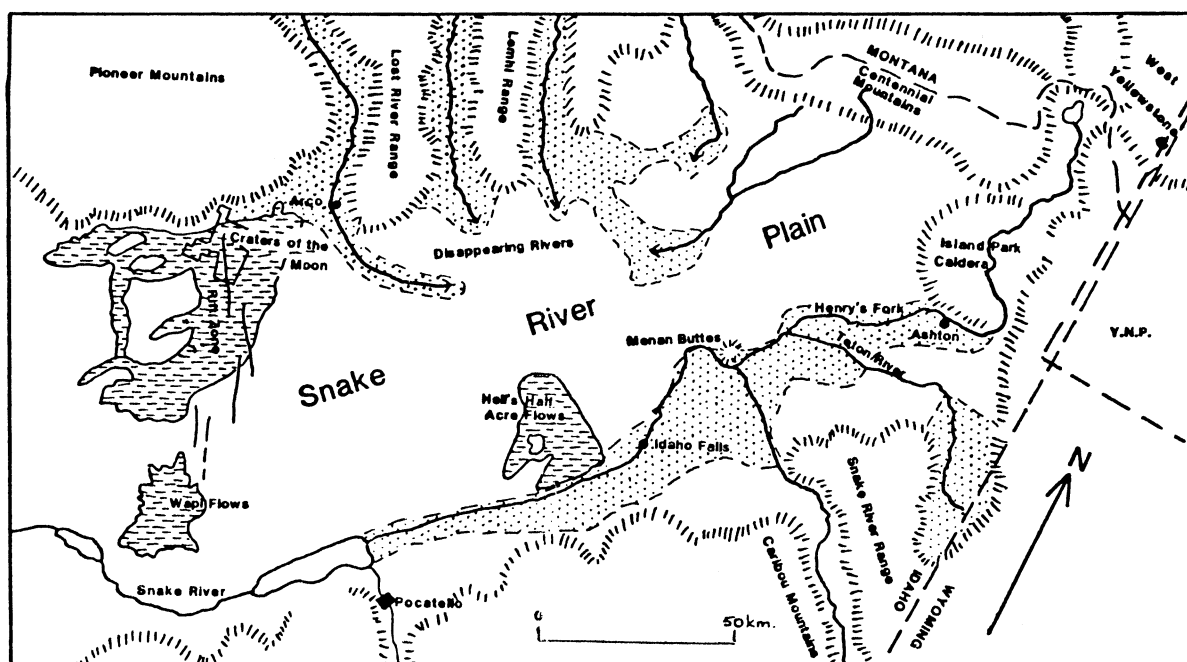 Pioneer Mountains
Lost River Range
Lemhi Range
MONTANA
Centennial
Mountains
West
Yellowstone
Arco
Craters of the
Moon
Rift Zone
Disappearing Rivers
Snake
River
Plain
Island Park
Caldera
Y.N.P.
Henry's Fork
Ashton
Menan Buttes
Teton River
Hell's Half
Acre Flows
Idaho Falls
Wapi Flows
Snake River
Pocatello
Snake River
Range
Caribou Mountains
IDAHO
WYOMING
N
0
50km.